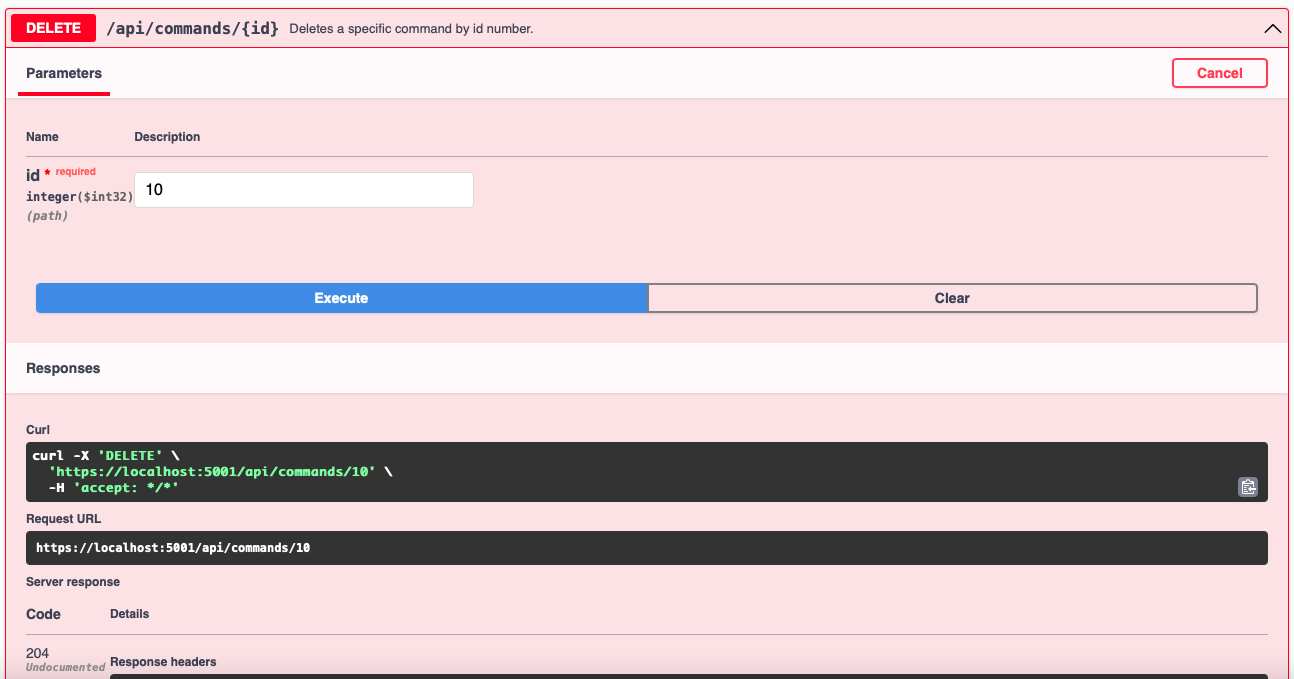 DELETE /api/commands/{id} Deletes a specific command by id number.
Parameters Cancel
Name Description
id * required
integer($int32) 10
(path)
Execute Clear
Responses
Curl
curl -X 'DELETE' \
'https://localhost:5001/api/commands/10' \
-H 'accept: */*'
Request URL
https://localhost:5001/api/commands/10
Server response
Code Details
204
Undocumented Response headers